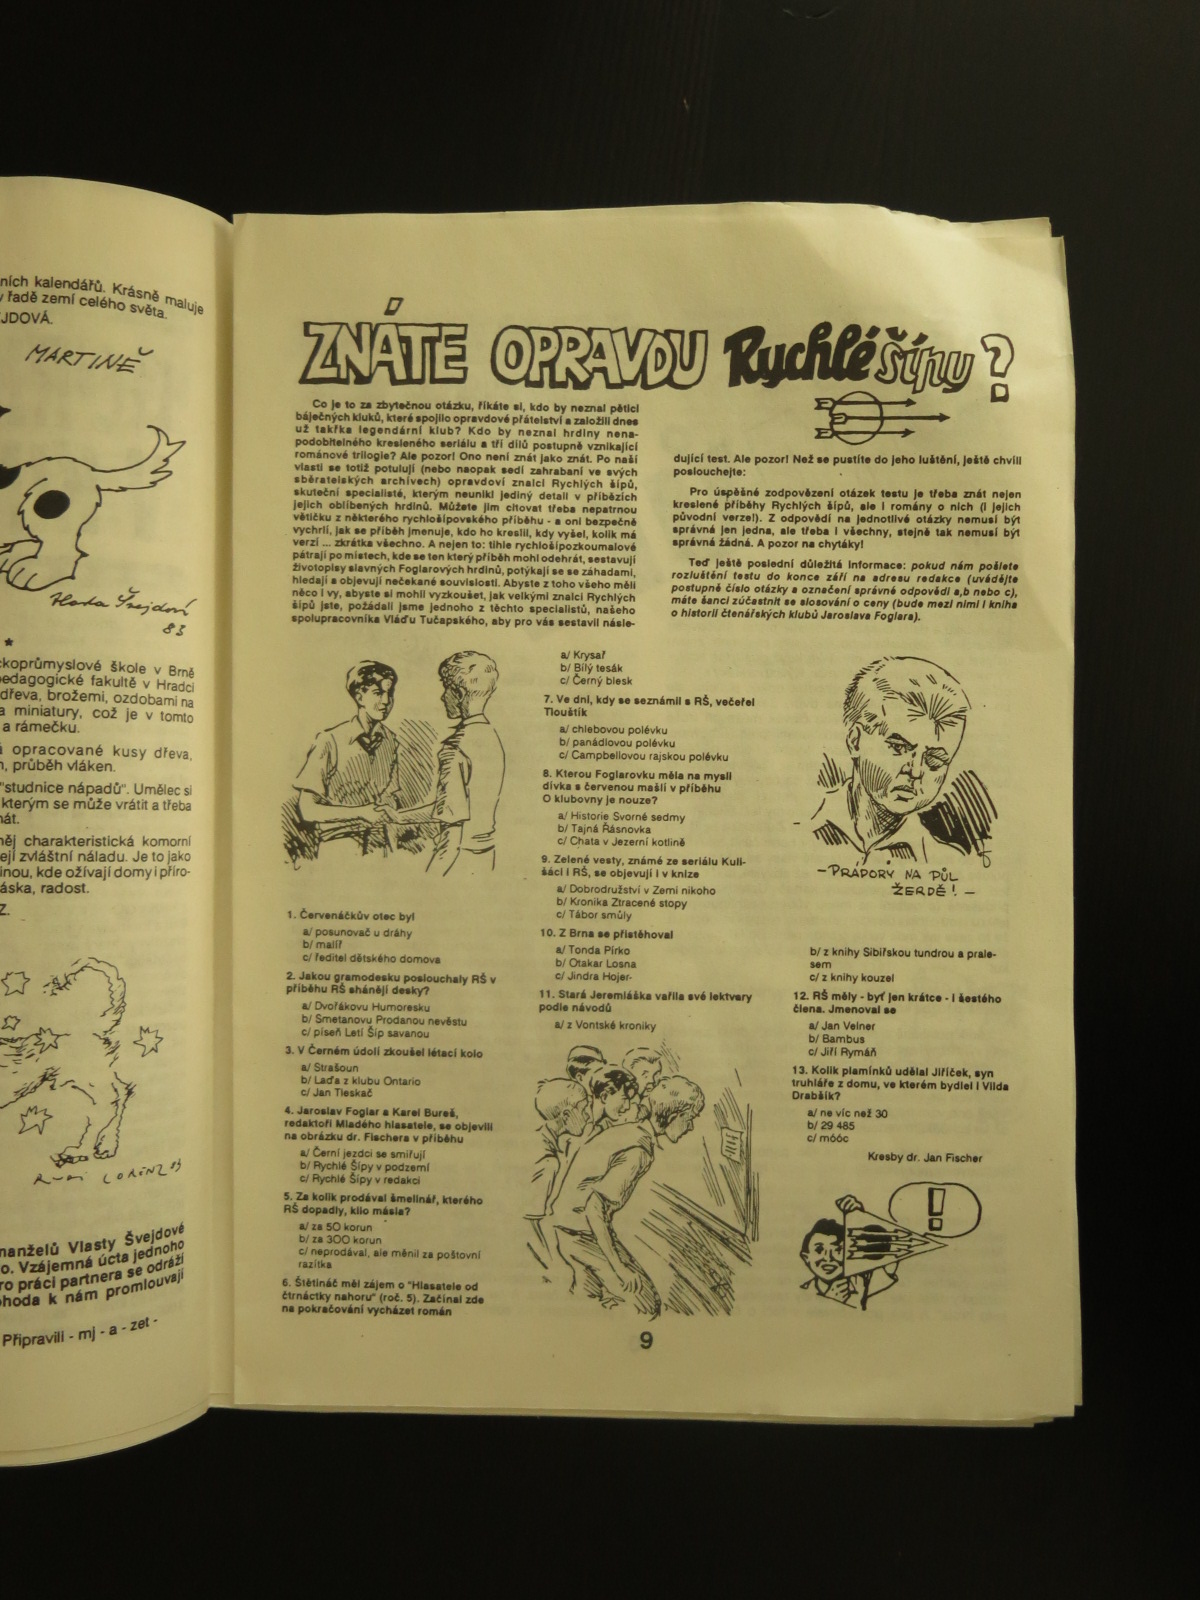 ních kalendářů. Krásně maluje
v řadě zemí celého světa.
JDOVÁ.
MARTINĚ
83
ckoprůmyslové škole v Brně
pedagogické fakultě v Hradci
dřeva, brožemi, ozdobami na
a miniatury, což je v tomto
a rámečku.
opracované kusy dřeva,
průběh vláken.
"studnice nápadů". Umělec si
kterým se může vrátit a třeba
něj charakteristická komorní
ejí zvláštní náladu. Je to jako
inou, kde ožívají domy i příro-
áska, radost.
Z.
LORENZ 83
manželů Vlasty Švejdové
o. Vzájemná úcta jednoho
pro práci partnera se odráží
ohoda k nám promlouvají
Připravili - mj - a - zet -
ZNÁTE OPRAVDU Rychlé šípy?
Co je to za zbytečnou otázku, říkáte si, kdo by neznal pětici
báječných kluků, které spojilo opravdové přátelství a založili dnes
už takřka legendární klub? Kdo by neznal hrdiny nena-
podobitelného kresleného seriálu a tří dílů postupně vznikající
románové trilogie? Ale pozor! Ono není znát jako znát. Po naší
vlasti se totiž potulují (nebo naopak sedí zahrabaní ve svých
sběratelských archívech) opravdoví znalci Rychlých šípů,
skuteční specialisté, kterým neunikl jediný detail v příbězích
jejich oblíbených hrdinů. Můžete jim citovat třeba nepatrnou
větičku z některého rychlošípovského příběhu - a oni bezpečně
vychrlí, jak se příběh jmenuje, kdo ho kreslil, kdy vyšel, kolik má
verzí ... zkrátka všechno. A nejen to: tihle rychlošípozkoumalové
pátrají po místech, kde se ten který příběh mohl odehrát, sestavují
životopisy slavných Foglarových hrdinů, potýkají se se záhadami,
hledají a objevují nečekané souvislosti. Abyste z toho všeho měli
něco i vy, abyste si mohli vyzkoušet, jak velkými znalci Rychlých
šípů jste, požádali jsme jednoho z těchto specialistů, našeho
spolupracovníka Vláďu Tučapského, aby pro vás sestavil násle-
dující test. Ale pozor! Než se pustíte do jeho luštění, ještě chvíli
poslouchejte:
Pro úspěšné zodpovězení otázek testu je třeba znát nejen
kreslené příběhy Rychlých šípů, ale i romány o nich (i jejich
původní verze!). Z odpovědí na jednotlivé otázky nemusí být
správná jen jedna, ale třeba i všechny, stejně tak nemusí být
správná žádná. A pozor na chytáky!
Teď ještě poslední důležitá informace: pokud nám pošlete
rozluštění testu do konce září na adresu redakce (uvádějte
postupně číslo otázky a označení správné odpovědi a,b nebo c),
máte šanci zúčastnit se slosování o ceny (bude mezi nimi i kniha
o historii čtenářských klubů Jaroslava Foglara).
1. Červenáčkův otec byl
a/ posunovač u dráhy
b/ malíř
c/ ředitel dětského domova
2. Jakou gramodesku poslouchaly RŠ v
příběhu RŠ shánějí desky?
a/ Dvořákovu Humoresku
b/ Smetanovu Prodanou nevěstu
c/ píseň Letí Šíp savanou
3. V Černém údolí zkoušel létací kolo
a/ Strašoun
b/ Laďa z klubu Ontario
c/ Jan Tleskač
4. Jaroslav Foglar a Karel Bureš,
redaktoři Mladého hlasatele, se objevili
na obrázku dr. Fischera v příběhu
a/ Černí jezdci se smiřují
b/ Rychlé Šípy v podzemí
c/ Rychlé Šípy v redakci
5. Za kolik prodával šmelinář, kterého
RŠ dopadly, kilo másla?
a/ za 50 korun
b/ za 300 korun
c/ neprodával, ale měnil za poštovní
razítka
6. Štětináč měl zájem o "Hlasatele od
čtrnáctky nahoru" (roč. 5). Začínal zde
na pokračování vycházet román
a/ Krysař
b/ Bílý tesák
c/ Černý blesk
7. Ve dni, kdy se seznámil s RŠ, večeřel
Tlouštík
a/ chlebovou polévku
b/ panádlovou polévku
c/ Campbellovou rajskou polévku
8. Kterou Foglarovku měla na mysli
dívka s červenou mašlí v příběhu
O klubovny je nouze?
a/ Historie Svorné sedmy
b/ Tajná Řásnovka
c/ Chata v Jezerní kotlině
9. Zelené vesty, známé ze seriálu Kuli-
šáci i RŠ, se objevují i v knize
a/ Dobrodružství v Zemi nikoho
b/ Kronika Ztracené stopy
c/ Tábor smůly
10. Z Brna se přistěhoval
a/ Tonda Pírko
b/ Otakar Losna
c/ Jindra Hojer
11. Stará Jeremiáška vařila své lektvary
podle návodů
a/ z Vontské kroniky
- PRÁPORY NA PŮL
ŽERDĚ! -
b/ z knihy Sibiřskou tundrou a prale-
sem
c/ z knihy kouzel
12. RŠ měly - byť jen krátce - i šestého
člena. Jmenoval se
a/ Jan Velner
b/ Bambus
c/ Jiří Rymáň
13. Kolik plamínků udělal Jiříček, syn
truhláře z domu, ve kterém bydlel i Vilda
Drabšík?
a/ ne víc než 30
b/ 29 485
c/ móóc
Kresby dr. Jan Fischer
!
9